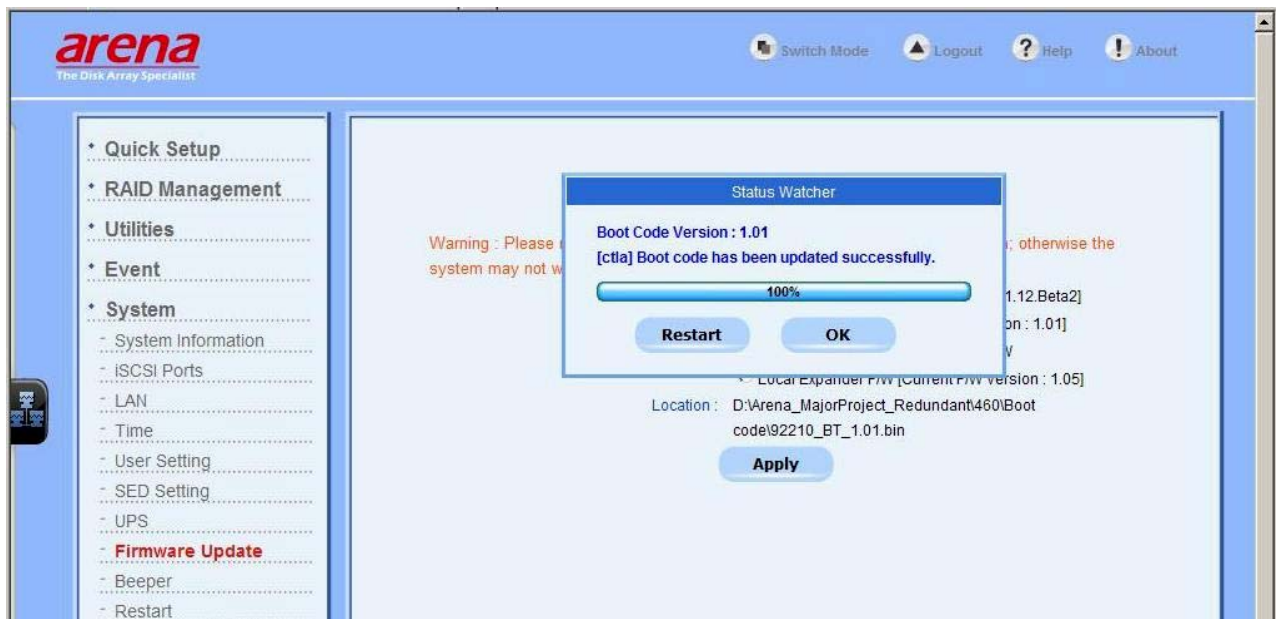 arena
The Disk Array Specialist
Switch Mode
Logout
? Help
! About
Quick Setup
RAID Management
Utilities
Event
System
- System Information
- iSCSI Ports
- LAN
- Time
- User Setting
- SED Setting
- UPS
- Firmware Update
- Beeper
- Restart
Status Watcher
Boot Code Version : 1.01
[ctla] Boot code has been updated successfully.
100%
Restart
OK
Warning : Please
; otherwise the
system may not w
1.12.Beta2]
on : 1.01]
Local Expander F/W [Current F/W Version : 1.05]
Location : D:\Arena_MajorProject_Redundant\460\Boot
code\92210_BT_1.01.bin
Apply